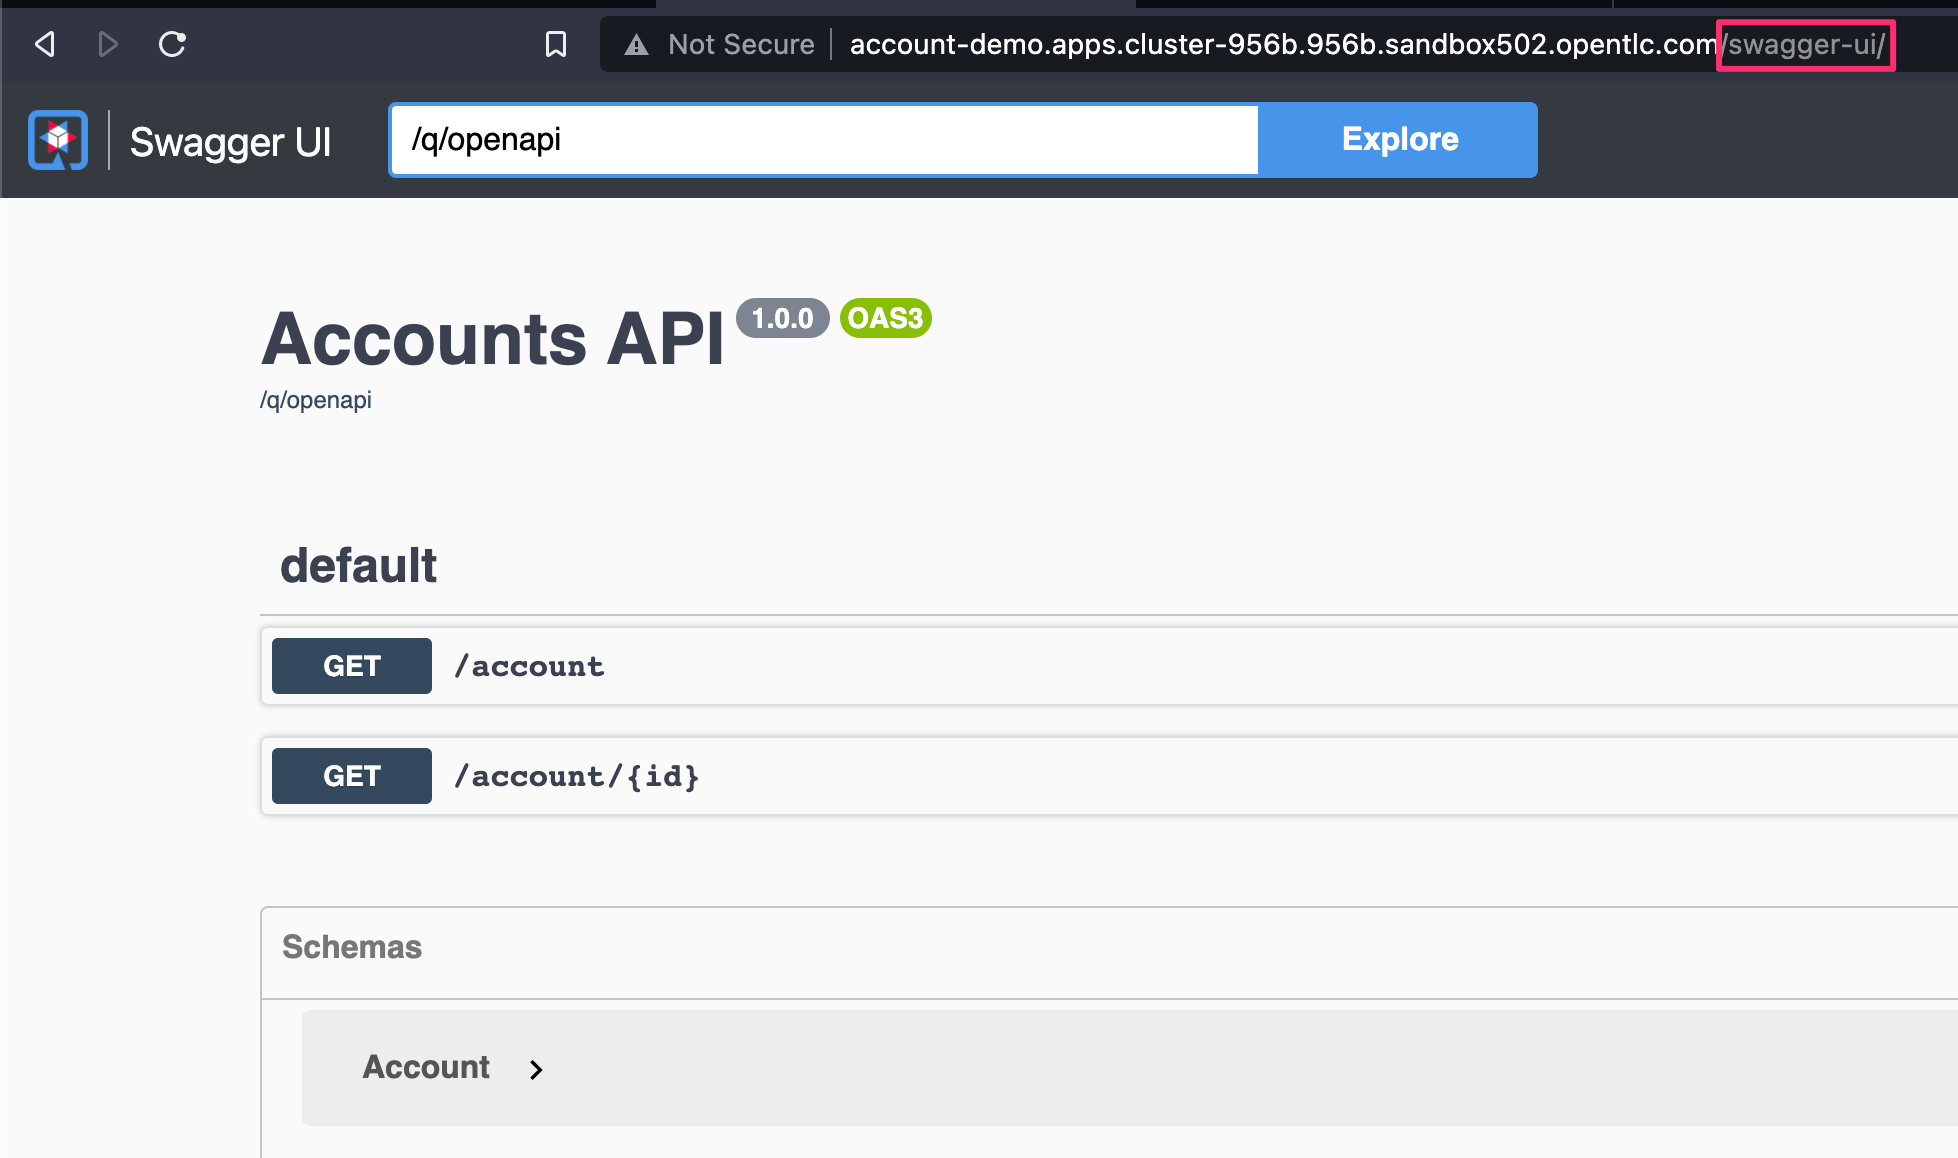 Not Secure account-demo.apps.cluster-956b.956b.sandbox502.opentlc.com/swagger-ui/
Swagger UI /q/openapi Explore
Accounts API 1.0.0 OAS3
/q/openapi
default
GET /account
GET /account/{id}
Schemas
Account